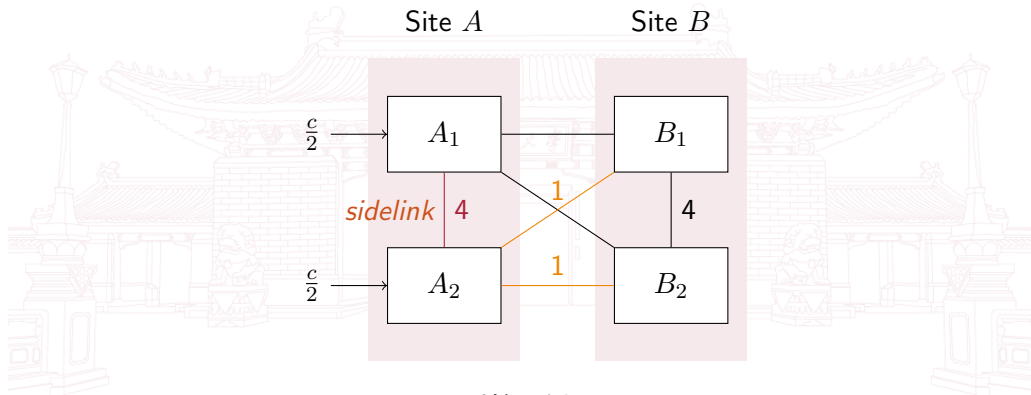 Site A Site B
c/2 A₁ B₁
1
sidelink 4 4
1
c/2 A₂ B₂